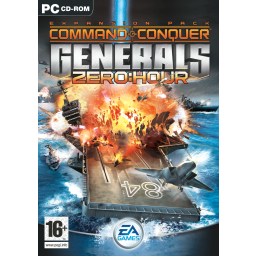 PC CD-ROM
EXPANSION PACK
COMMAND & CONQUER
GENERALS
ZERO:HOUR
84
16+
www.pegi.info
EA
GAMES